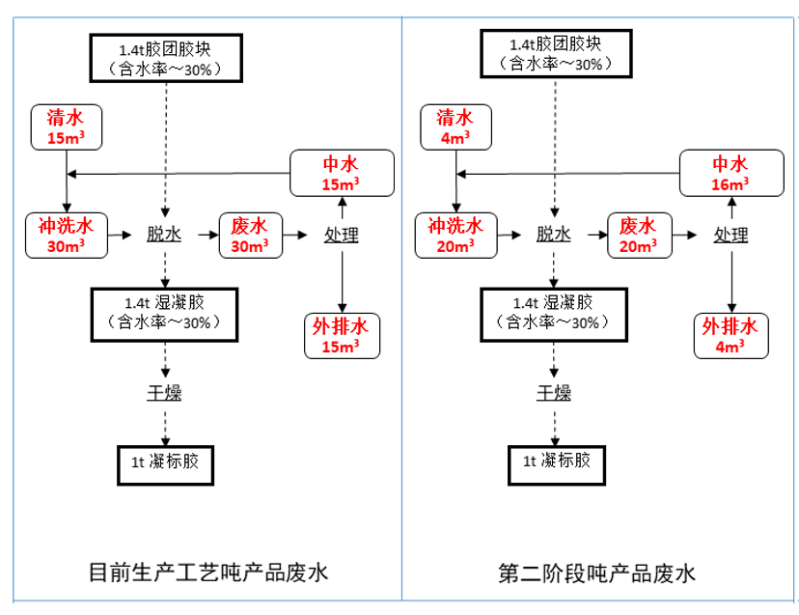 1.4t胶团胶块
（含水率～30%）
清水
15m³
中水
15m³
冲洗水
30m³
脱水
废水
30m³
处理
1.4t 湿凝胶
（含水率～30%）
外排水
15m³
干燥
1t 凝标胶
目前生产工艺吨产品废水
1.4t胶团胶块
（含水率～30%）
清水
4m³
中水
16m³
冲洗水
20m³
脱水
废水
20m³
处理
1.4t 湿凝胶
（含水率～30%）
外排水
4m³
干燥
1t 凝标胶
第二阶段吨产品废水